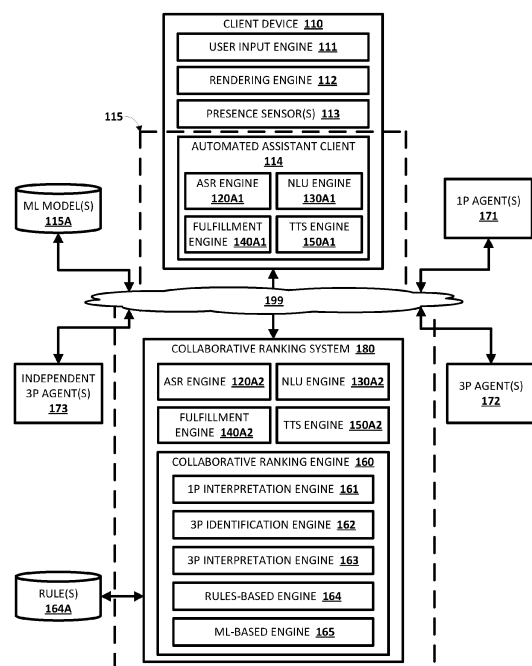 CLIENT DEVICE 110
USER INPUT ENGINE 111
RENDERING ENGINE 112
PRESENCE SENSOR(S) 113
115
AUTOMATED ASSISTANT CLIENT
114
ASR ENGINE
120A1
NLU ENGINE
130A1
FULFILLMENT
ENGINE 140A1
TTS ENGINE
150A1
ML MODEL(S)
115A
1P AGENT(S)
171
199
INDEPENDENT
3P AGENT(S)
173
3P AGENT(S)
172
COLLABORATIVE RANKING SYSTEM 180
ASR ENGINE 120A2
NLU ENGINE 130A2
FULFILLMENT
ENGINE 140A2
TTS ENGINE 150A2
COLLABORATIVE RANKING ENGINE 160
1P INTERPRETATION ENGINE 161
3P IDENTIFICATION ENGINE 162
3P INTERPRETATION ENGINE 163
RULES-BASED ENGINE 164
ML-BASED ENGINE 165
RULE(S)
164A